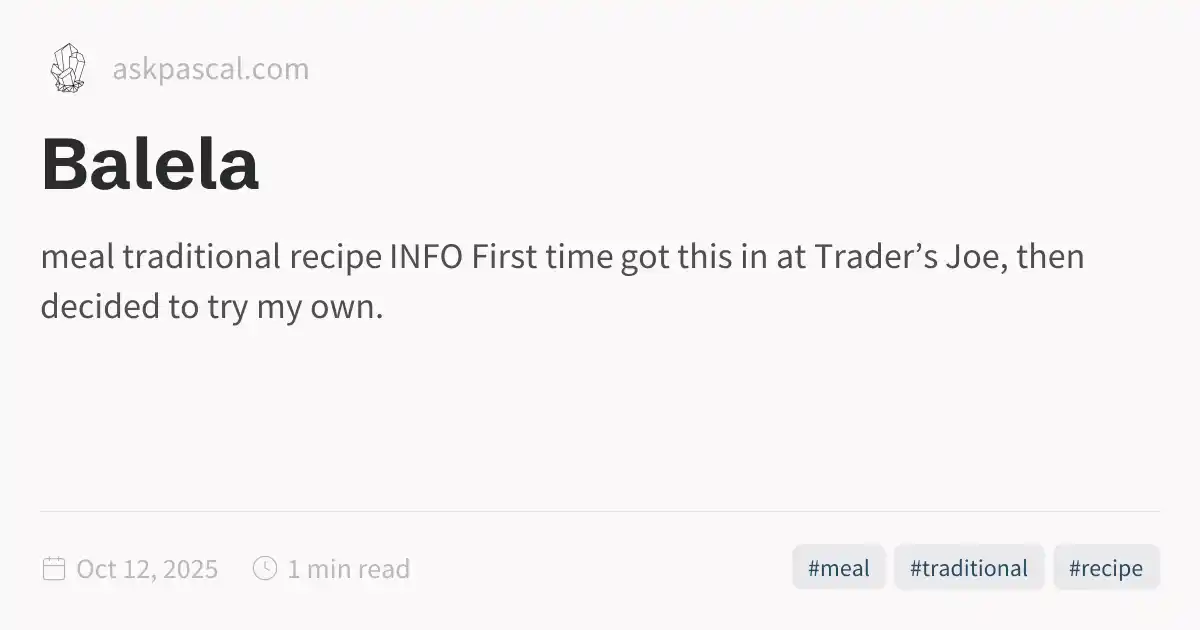 askpascal.com
Balela
meal traditional recipe INFO First time got this in at Trader’s Joe, then
decided to try my own.
Oct 12, 2025
1 min read
#meal
#traditional
#recipe